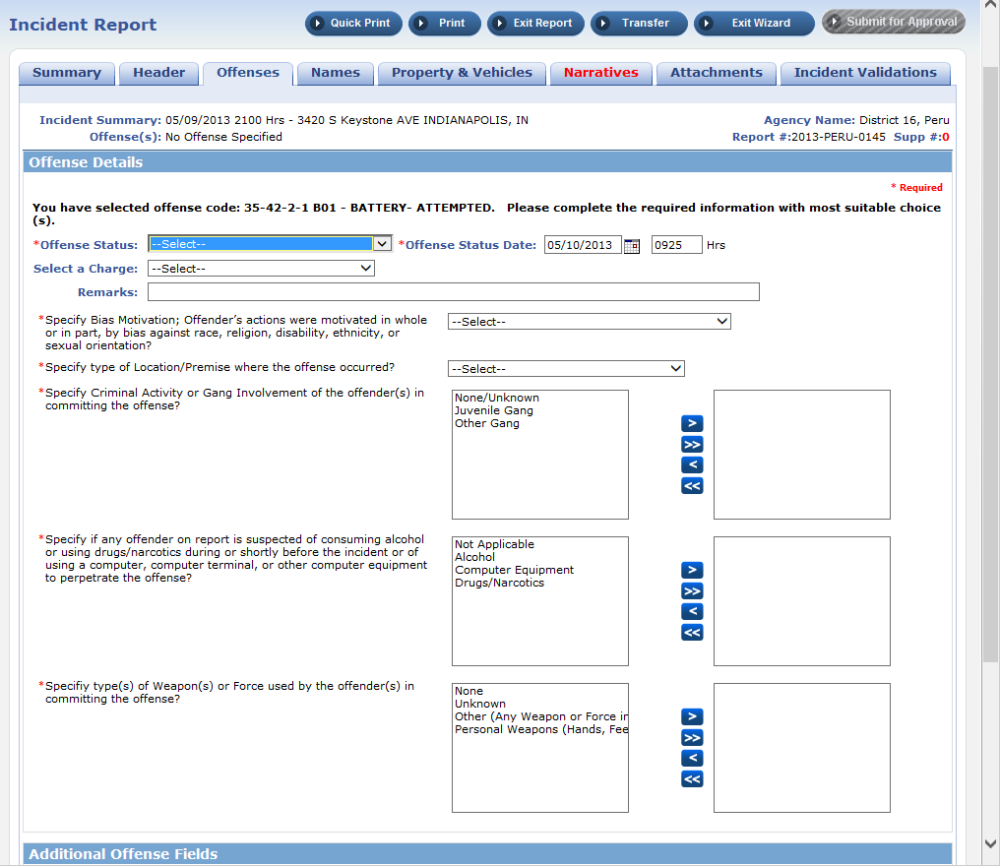 Incident Report
Quick Print
Print
Exit Report
Transfer
Exit Wizard
Submit for Approval
Summary
Header
Offenses
Names
Property & Vehicles
Narratives
Attachments
Incident Validations
Incident Summary: 05/09/2013 2100 Hrs - 3420 S Keystone AVE INDIANAPOLIS, IN
Agency Name: District 16, Peru
Offense(s): No Offense Specified
Report #:2013-PERU-0145 Supp #:0
Offense Details
* Required
You have selected offense code: 35-42-2-1 B01 - BATTERY- ATTEMPTED. Please complete the required information with most suitable choice
(s).
*Offense Status: --Select-- *Offense Status Date: 05/10/2013 0925 Hrs
Select a Charge: --Select--
Remarks:
*Specify Bias Motivation; Offender's actions were motivated in whole
or in part, by bias against race, religion, disability, ethnicity, or
sexual orientation?
--Select--
*Specify type of Location/Premise where the offense occurred?
--Select--
*Specify Criminal Activity or Gang Involvement of the offender(s) in
committing the offense?
None/Unknown
Juvenile Gang
Other Gang
>
>>
<
<<
*Specify if any offender on report is suspected of consuming alcohol
or using drugs/narcotics during or shortly before the incident or of
using a computer, computer terminal, or other computer equipment
to perpetrate the offense?
Not Applicable
Alcohol
Computer Equipment
Drugs/Narcotics
>
>>
<
<<
*Specifiy type(s) of Weapon(s) or Force used by the offender(s) in
committing the offense?
None
Unknown
Other (Any Weapon or Force in
Personal Weapons (Hands, Fee
>
>>
<
<<
Additional Offense Fields